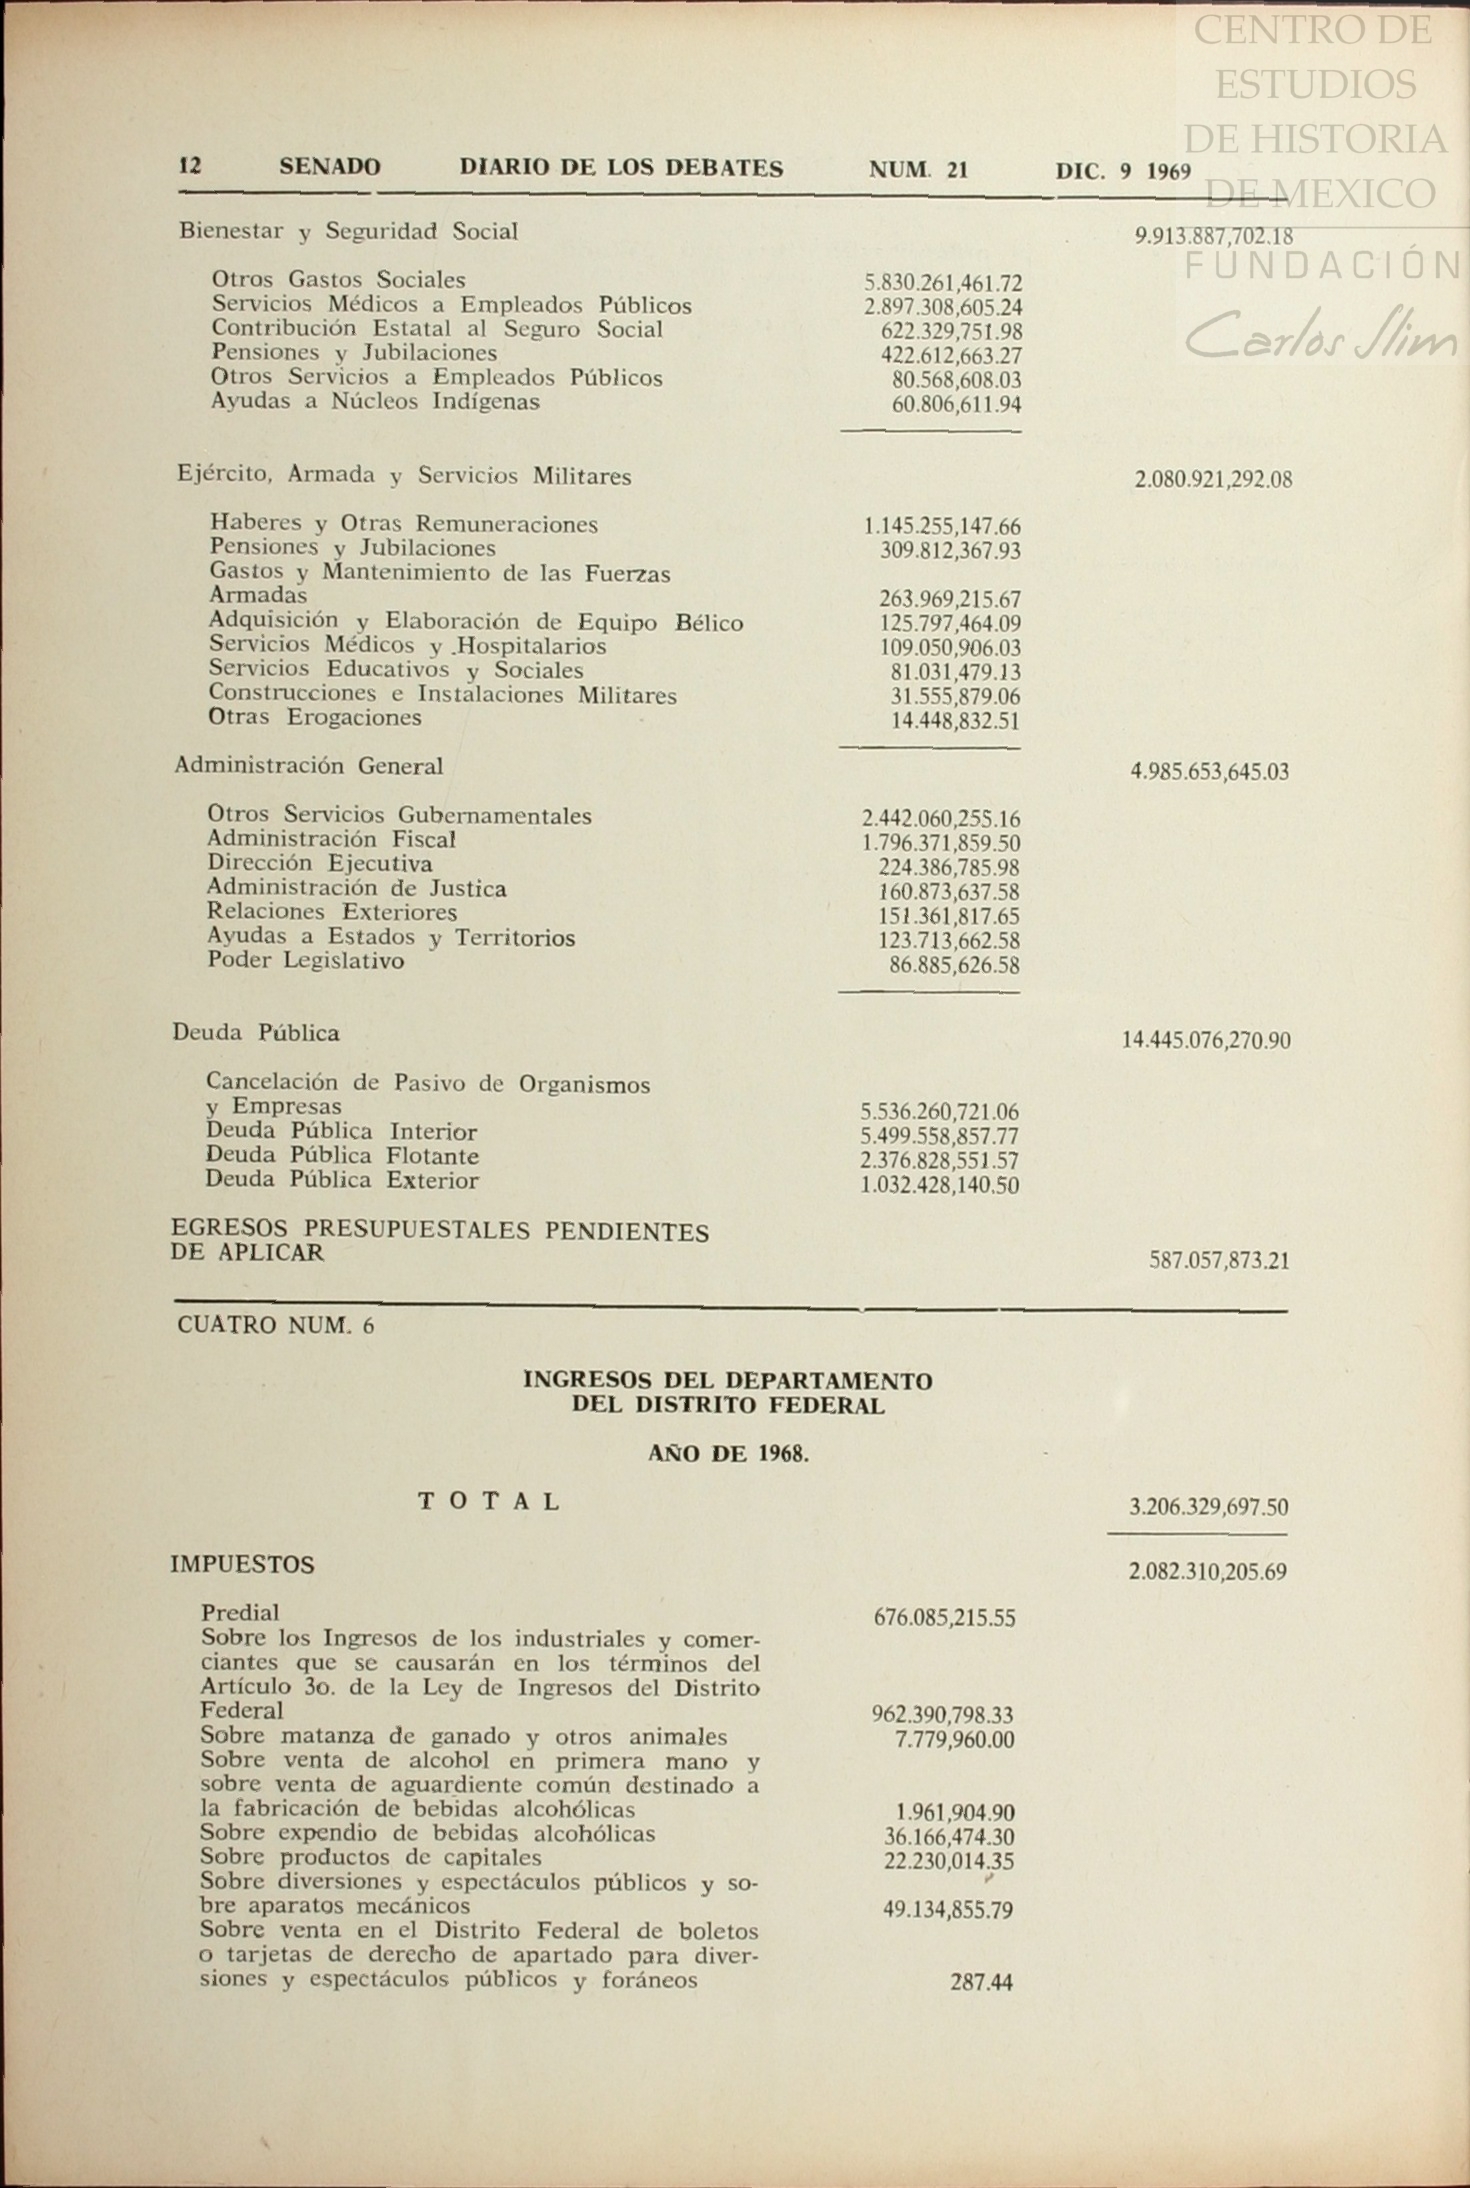 CENTRO DE
ESTUDIOS
DE HISTORIA
DE MEXICO
FUNDACIÓN
Carlos Slim
12 SENADO DIARIO DE LOS DEBATES NUM. 21 DIC. 9 1969
Bienestar y Seguridad Social 9.913.887,702.18
Otros Gastos Sociales 5.830.261,461.72
Servicios Médicos a Empleados Públicos 2.897.308,605.24
Contribución Estatal al Seguro Social 622.329,751.98
Pensiones y Jubilaciones 422.612,663.27
Otros Servicios a Empleados Públicos 80.568,608.03
Ayudas a Núcleos Indígenas 60.806,611.94
Ejército, Armada y Servicios Militares 2.080.921,292.08
Haberes y Otras Remuneraciones 1.145.255,147.66
Pensiones y Jubilaciones 309.812,367.93
Gastos y Mantenimiento de las Fuerzas
Armadas 263.969,215.67
Adquisición y Elaboración de Equipo Bélico 125.797,464.09
Servicios Médicos y .Hospitalarios 109.050,906.03
Servicios Educativos y Sociales 81.031,479.13
Construcciones e Instalaciones Militares 31.555,879.06
Otras Erogaciones 14.448,832.51
Administración General 4.985.653,645.03
Otros Servicios Gubernamentales 2.442.060,255.16
Administración Fiscal 1.796.371,859.50
Dirección Ejecutiva 224.386,785.98
Administración de Justica 160.873,637.58
Relaciones Exteriores 151.361,817.65
Ayudas a Estados y Territorios 123.713,662.58
Poder Legislativo 86.885,626.58
Deuda Pública 14.445.076,270.90
Cancelación de Pasivo de Organismos
y Empresas 5.536.260,721.06
Deuda Pública Interior 5.499.558,857.77
Deuda Pública Flotante 2.376.828,551.57
Deuda Pública Exterior 1.032.428,140.50
EGRESOS PRESUPUESTALES PENDIENTES
DE APLICAR 587.057,873.21
CUATRO NUM. 6
INGRESOS DEL DEPARTAMENTO
DEL DISTRITO FEDERAL
AÑO DE 1968.
T O T A L 3.206.329,697.50
IMPUESTOS 2.082.310,205.69
Predial 676.085,215.55
Sobre los Ingresos de los industriales y comer-
ciantes que se causarán en los términos del
Artículo 3o. de la Ley de Ingresos del Distrito
Federal 962.390,798.33
Sobre matanza de ganado y otros animales 7.779,960.00
Sobre venta de alcohol en primera mano y
sobre venta de aguardiente común destinado a
la fabricación de bebidas alcohólicas 1.961,904.90
Sobre expendio de bebidas alcohólicas 36.166,474.30
Sobre productos de capitales 22.230,014.35
Sobre diversiones y espectáculos públicos y so-
bre aparatos mecánicos 49.134,855.79
Sobre venta en el Distrito Federal de boletos
o tarjetas de derecho de apartado para diver-
siones y espectáculos públicos y foráneos 287.44